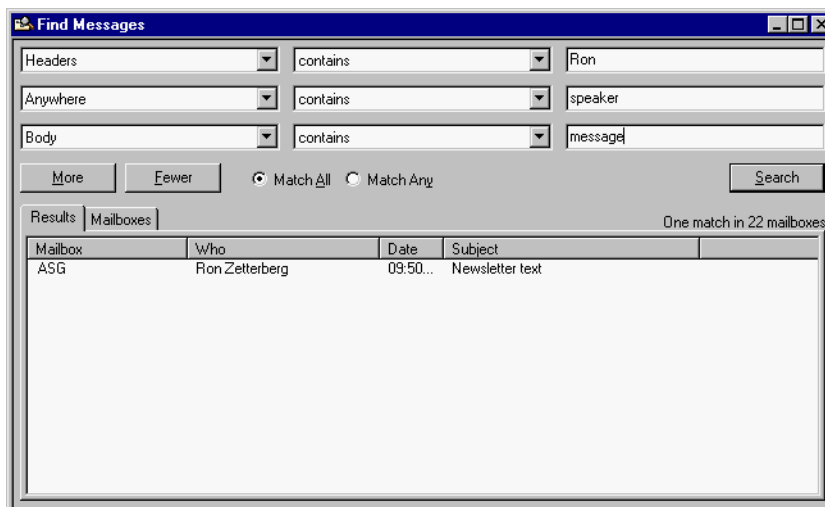 Find Messages
Headers contains Ron
Anywhere contains speaker
Body contains message
More Fewer Match All Match Any Search
Results Mailboxes One match in 22 mailboxes
Mailbox Who Date Subject
ASG Ron Zetterberg 09:50... Newsletter text